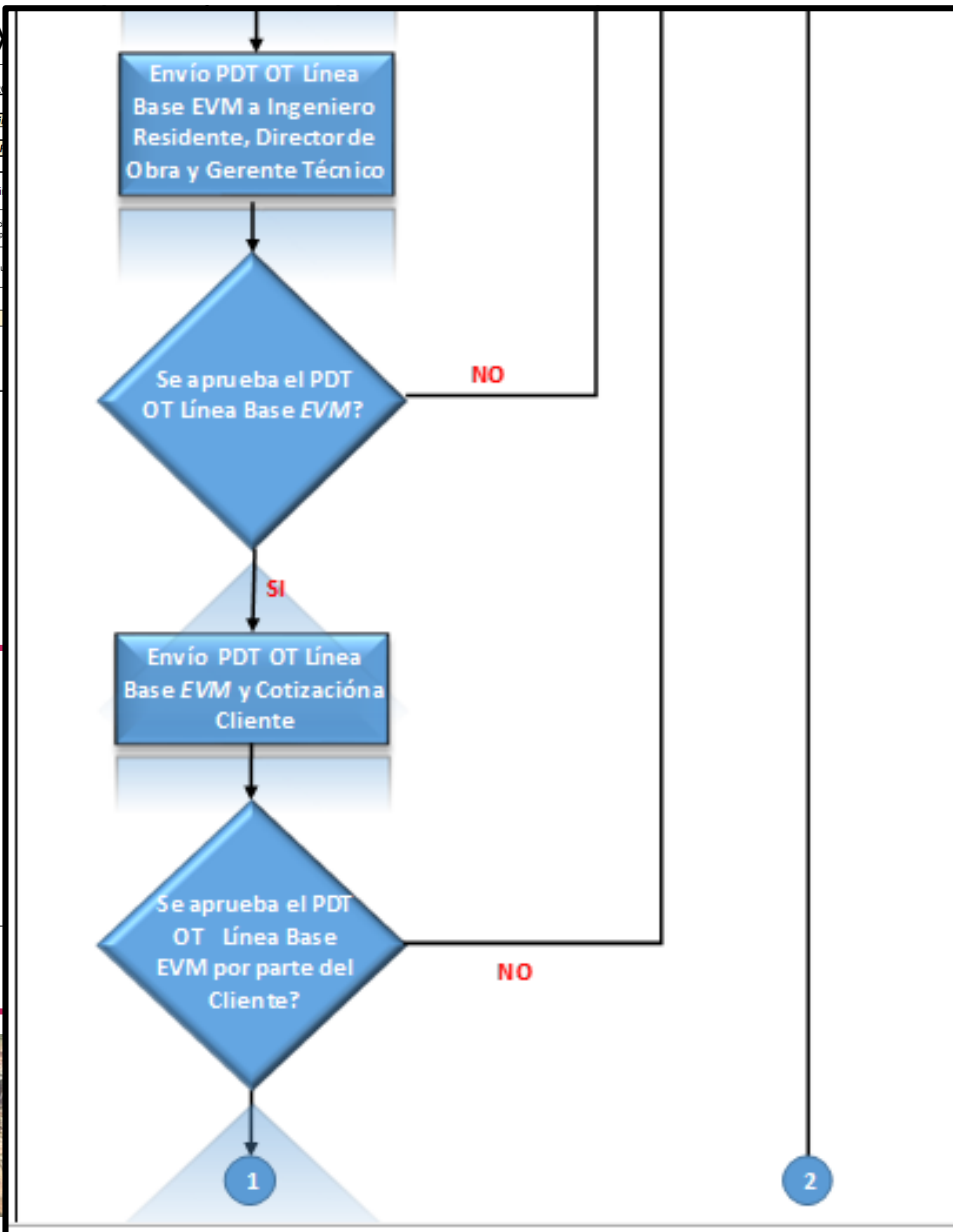 Envío PDT OT Línea
Base EVM a Ingeniero
Residente, Director de
Obra y Gerente Técnico
Se aprueba el PDT
OT Línea Base EVM?
NO
SI
Envío PDT OT Línea
Base EVM y Cotización a
Cliente
Se aprueba el PDT
OT Línea Base
EVM por parte del
Cliente?
NO
1
2